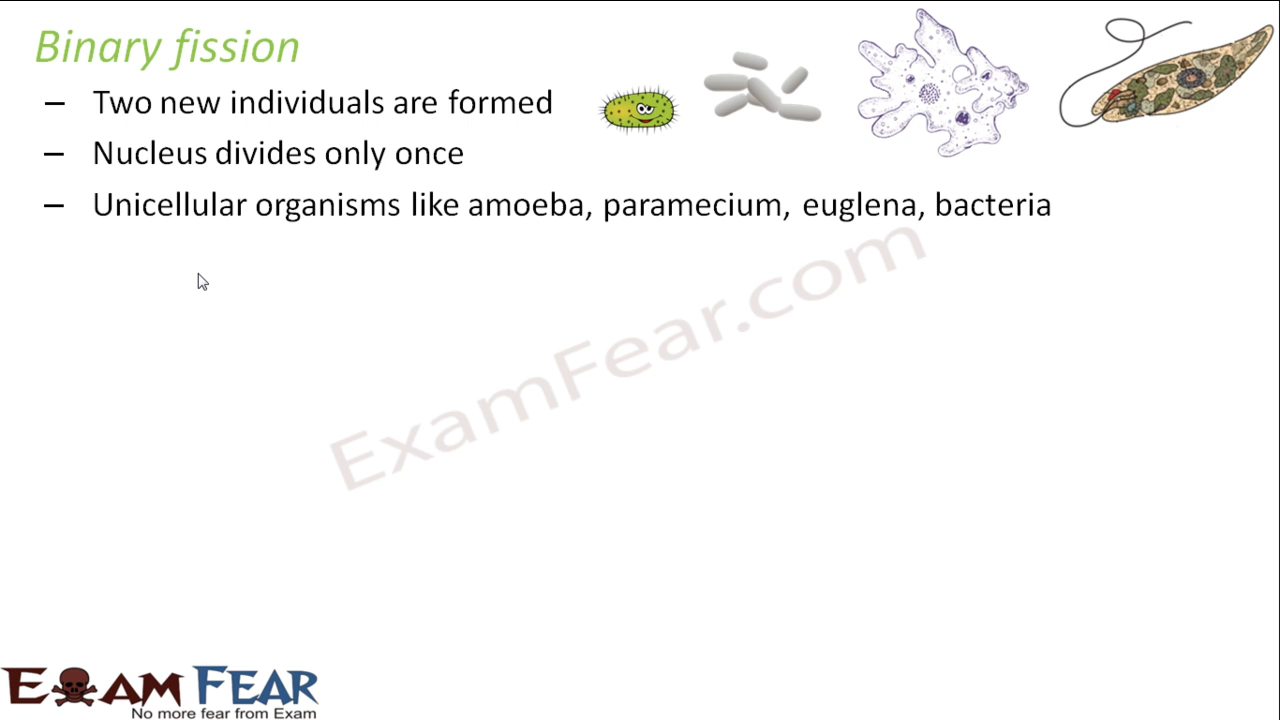 Binary fission
– Two new individuals are formed
– Nucleus divides only once
– Unicellular organisms like amoeba, paramecium, euglena, bacteria
ExamFear.com
EXAM FEAR
No more fear from Exam